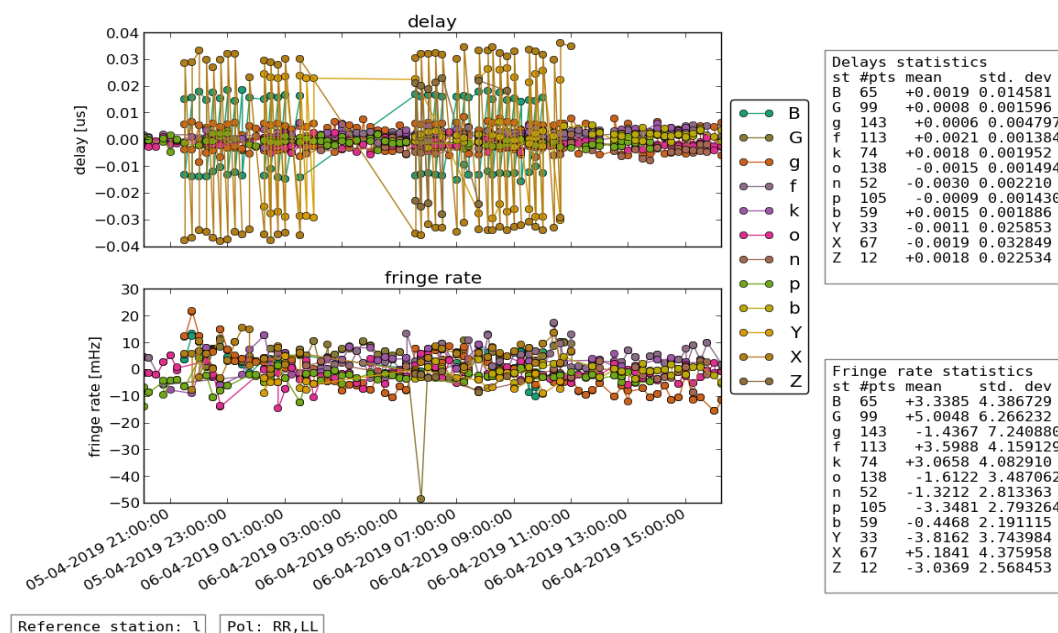 delay
0.04
0.03
0.02
0.01
0.00
−0.01
−0.02
−0.03
−0.04
delay [us]
fringe rate
30
20
10
0
−10
−20
−30
−40
−50
fringe rate [mHz]
05-04-2019 21:00:00
05-04-2019 23:00:00
06-04-2019 01:00:00
06-04-2019 03:00:00
06-04-2019 05:00:00
06-04-2019 07:00:00
06-04-2019 09:00:00
06-04-2019 11:00:00
06-04-2019 13:00:00
06-04-2019 15:00:00
B
G
g
f
k
o
n
p
b
Y
X
Z
Delays statistics
st #pts mean std. dev
B 65 +0.0019 0.014581
G 99 +0.0008 0.001596
g 143 +0.0006 0.004797
f 113 +0.0021 0.001384
k 74 +0.0018 0.001952
o 138 -0.0015 0.001494
n 52 -0.0030 0.002210
p 105 -0.0009 0.001430
b 59 +0.0015 0.001886
Y 33 -0.0011 0.025853
X 67 -0.0019 0.032849
Z 12 +0.0018 0.022534
Fringe rate statistics
st #pts mean std. dev
B 65 +3.3385 4.386729
G 99 +5.0048 6.266232
g 143 -1.4367 7.240880
f 113 +3.5988 4.159129
k 74 +3.0658 4.082910
o 138 -1.6122 3.487062
n 52 -1.3212 2.813363
p 105 -3.3481 2.793264
b 59 -0.4468 2.191115
Y 33 -3.8162 3.743984
X 67 +5.1841 4.375958
Z 12 -3.0369 2.568453
Reference station: l
Pol: RR,LL